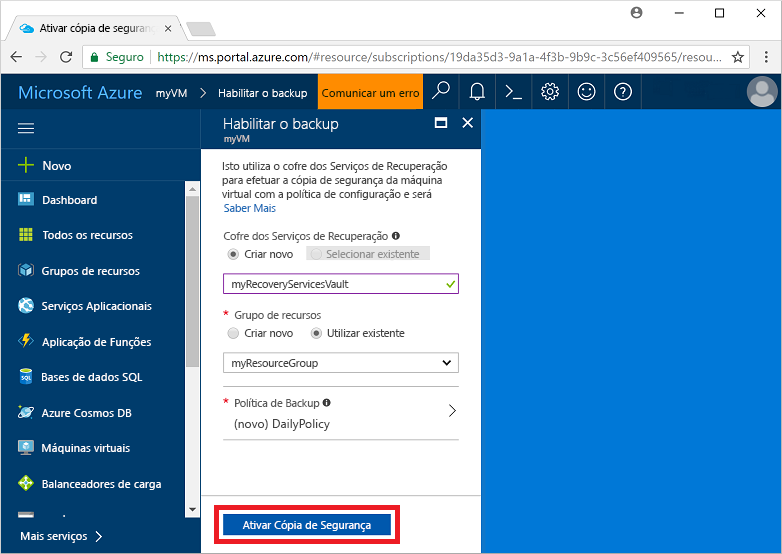 Ativar cópia de seguranç
Seguro
https://ms.portal.azure.com/#resource/subscriptions/19da35d3-9a1a-4f3b-9b9c-3c56ef409565/resou...
Microsoft Azure myVM Habilitar o backup Comunicar um erro
Habilitar o backup
myVM
Novo
Dashboard
Todos os recursos
Grupos de recursos
Serviços Aplicacionais
Aplicação de Funções
Bases de dados SQL
Azure Cosmos DB
Máquinas virtuais
Balanceadores de carga
Mais serviços
Isto utiliza o cofre dos Serviços de Recuperação
para efetuar a cópia de segurança da máquina
virtual com a política de configuração e será
Saber Mais
Cofre dos Serviços de Recuperação
Criar novo Selecionar existente
myRecoveryServicesVault
* Grupo de recursos
Criar novo Utilizar existente
myResourceGroup
* Política de Backup
(novo) DailyPolicy
Ativar Cópia de Segurança